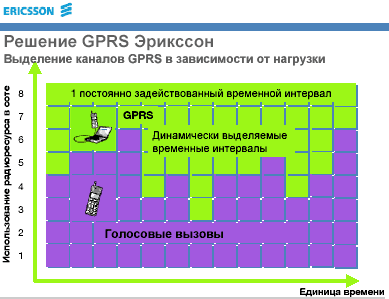 ERICSSON
Решение GPRS Эрикссон
Выделение каналов GPRS в зависимости от нагрузки
Использование радиоресурсов в соте
8
7
6
5
4
3
2
1
1 постоянно задействованный временной интервал
GPRS
Динамически выделяемые
временные интервалы
Голосовые вызовы
Единица времени